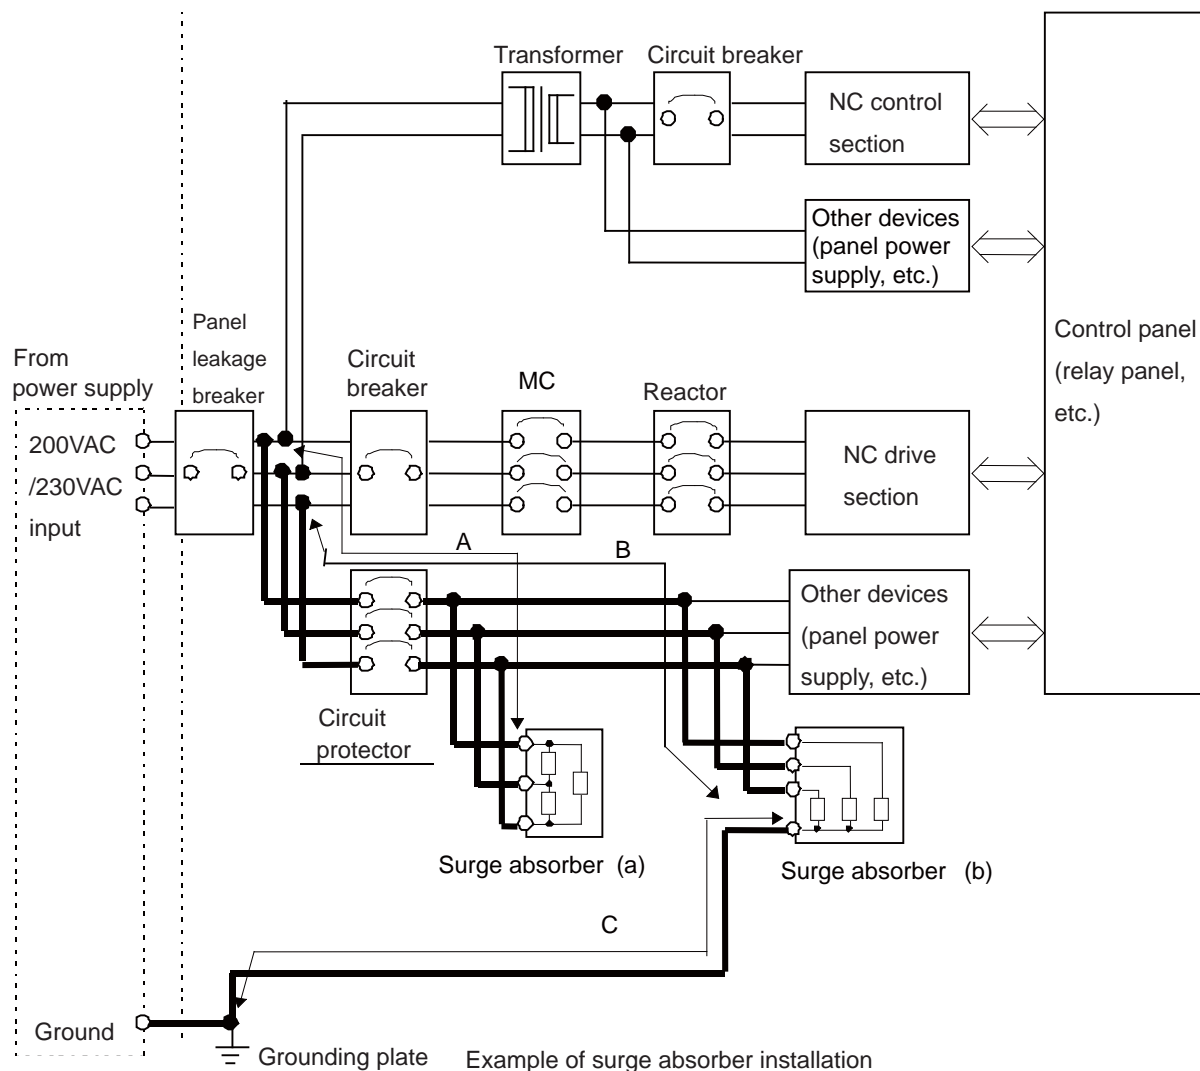 Transformer
Circuit breaker
NC control
section
Other devices
(panel power
supply, etc.)
Control panel
(relay panel,
etc.)
Panel
leakage
breaker
From
power supply
Circuit
breaker
MC
Reactor
200VAC
/230VAC
input
NC drive
section
A
B
Other devices
(panel power
supply, etc.)
Circuit
protector
Surge absorber (a)
Surge absorber (b)
C
Ground
Grounding plate
Example of surge absorber installation